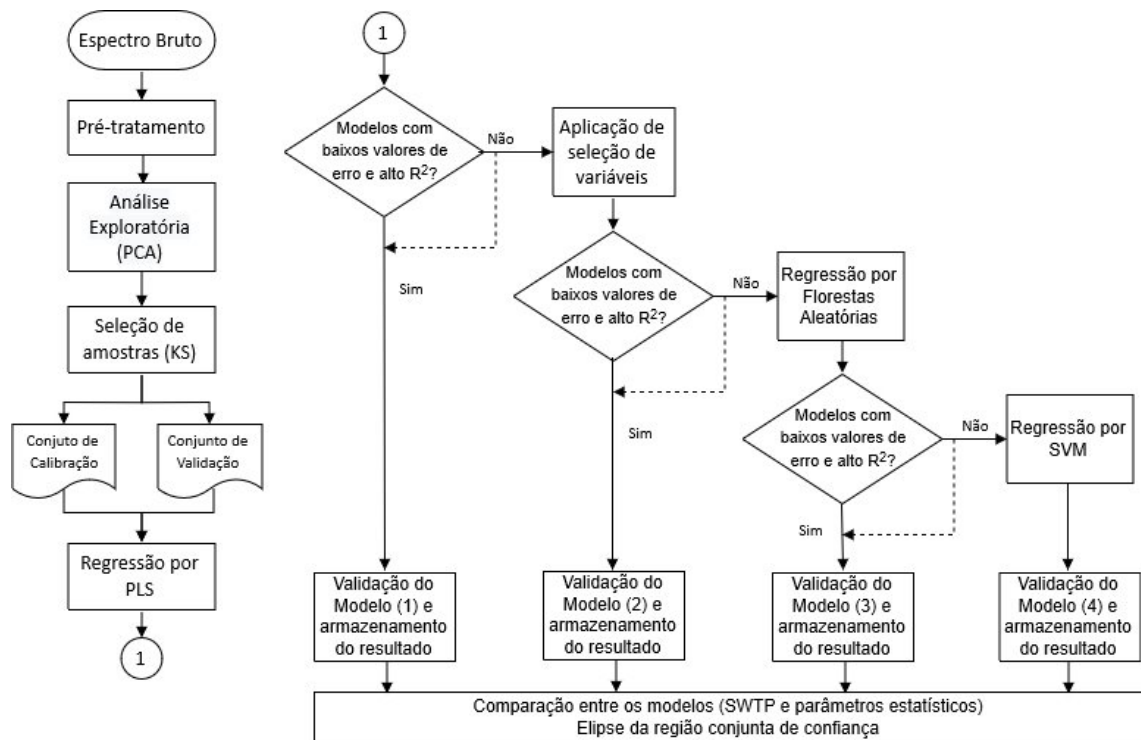 Espectro Bruto
Pré-tratamento
Análise
Exploratória
(PCA)
Seleção de
amostras (KS)
Conjuto de
Calibração
Conjunto de
Validação
Regressão por
PLS
1
1
Modelos com
baixos valores de
erro e alto R²?
Não
Sim
Aplicação de
seleção de
variáveis
Modelos com
baixos valores de
erro e alto R²?
Não
Sim
Regressão por
Florestas
Aleatórias
Modelos com
baixos valores de
erro e alto R²?
Não
Sim
Regressão por
SVM
Validação do
Modelo (1) e
armazenamento
do resultado
Validação do
Modelo (2) e
armazenamento
do resultado
Validação do
Modelo (3) e
armazenamento
do resultado
Validação do
Modelo (4) e
armazenamento
do resultado
Comparação entre os modelos (SWTP e parâmetros estatísticos)
Elipse da região conjunta de confiança